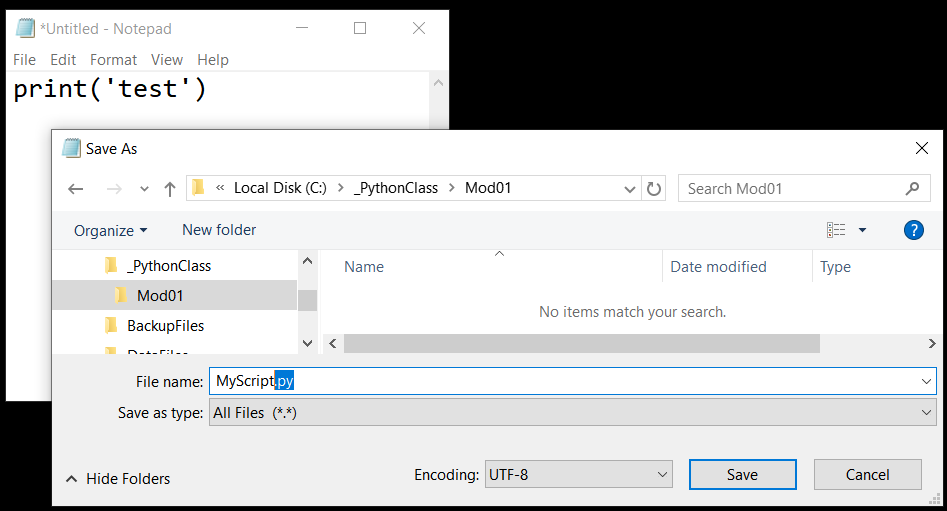 *Untitled - Notepad
File Edit Format View Help
print('test')
Save As
« Local Disk (C:) > _PythonClass > Mod01
Search Mod01
Organize New folder
?
_PythonClass
Mod01
BackupFiles
DataFiles
Name Date modified Type
No items match your search.
File name: MyScript.py
Save as type: All Files (*.*)
Hide Folders
Encoding: UTF-8
Save Cancel